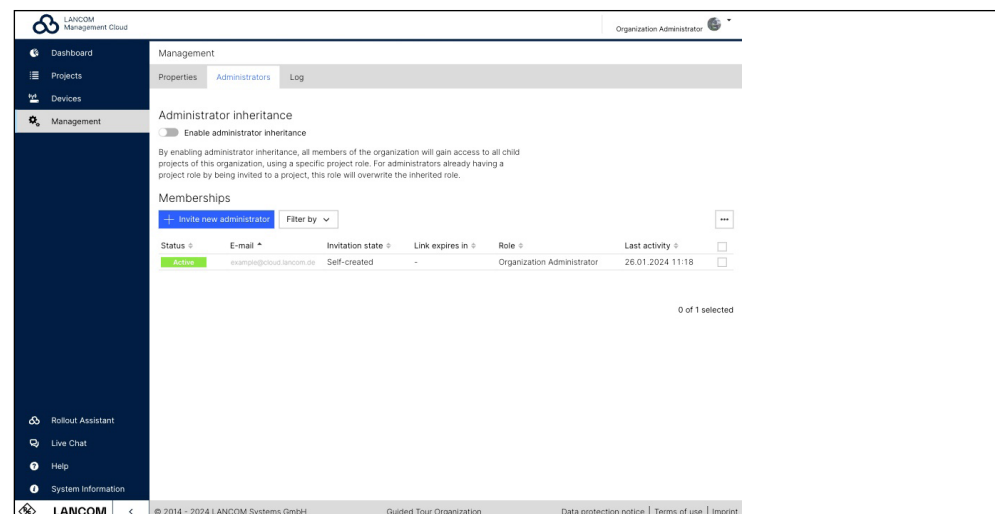 LANCOM
Management Cloud
Organization Administrator
Dashboard
Projects
Devices
Management
Rollout Assistant
Live Chat
Help
System Information
LANCOM
Management
Properties Administrators Log
Administrator inheritance
Enable administrator inheritance
By enabling administrator inheritance, all members of the organization will gain access to all child
projects of this organization, using a specific project role. For administrators already having a
project role by being invited to a project, this role will overwrite the inherited role.
Memberships
Invite new administrator Filter by
Status E-mail Invitation state Link expires in Role Last activity
Active example@cloud.lancom.de Self-created - Organization Administrator 26.01.2024 11:18
0 of 1 selected
© 2014 - 2024 LANCOM Systems GmbH Guided Tour Organization Data protection notice | Terms of use | Imprint